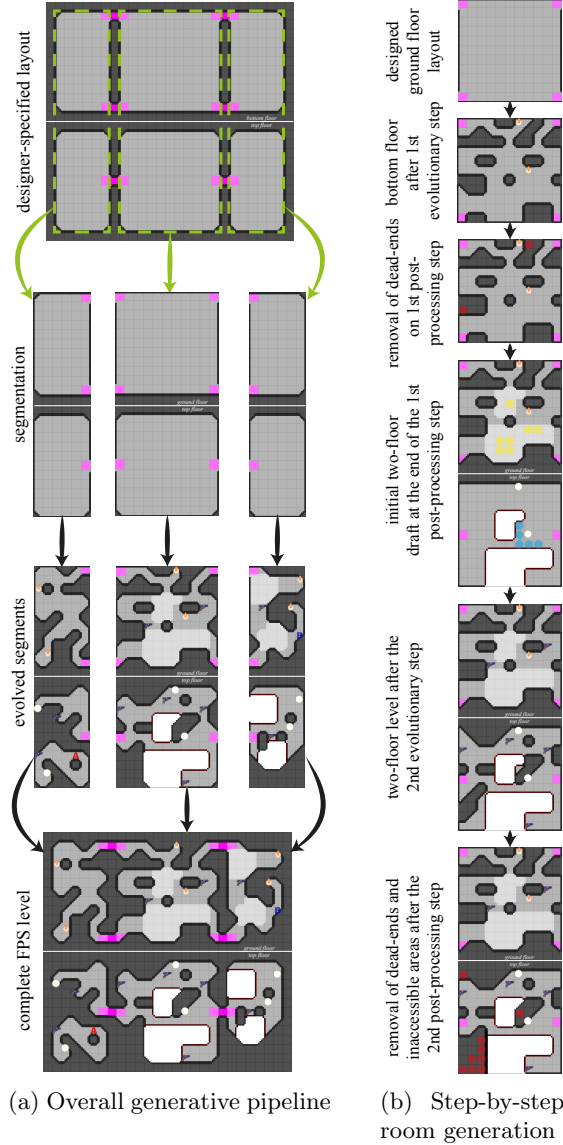 designer-specified layout
bottom floor
top floor
segmentation
ground floor
top floor
evolved segments
ground floor
top floor
A
B
complete FPS level
ground floor
top floor
A
B
(a) Overall generative pipeline
designed
ground floor
layout
bottom floor
after 1st
evolutionary step
removal of dead-ends
on 1st post-
processing step
initial two-floor
draft at the end of the 1st
post-processing step
ground floor
top floor
two-floor level after the
2nd evolutionary step
ground floor
top floor
removal of dead-ends and
inaccessible areas after the
2nd post-processing step
ground floor
top floor
(b) Step-by-step
room generation